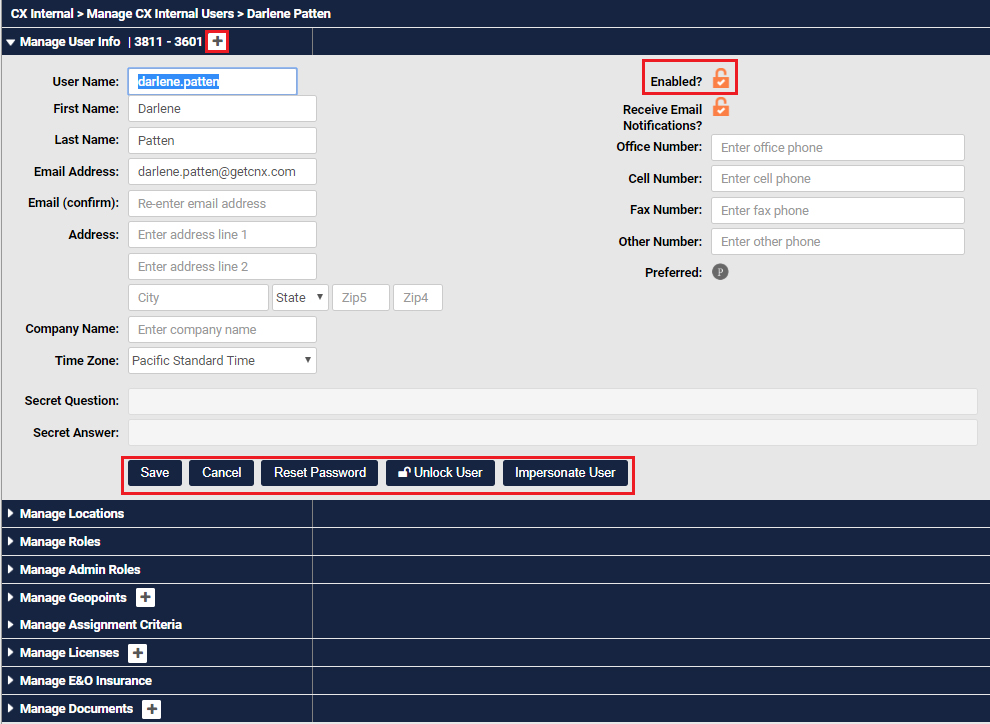 CX Internal > Manage CX Internal Users > Darlene Patten
Manage User Info | 3811 - 3601
User Name: darlene.patten
First Name: Darlene
Last Name: Patten
Email Address: darlene.patten@getcnx.com
Email (confirm): Re-enter email address
Address: Enter address line 1
Enter address line 2
City State Zip5 Zip4
Company Name: Enter company name
Time Zone: Pacific Standard Time
Enabled?
Receive Email
Notifications?
Office Number: Enter office phone
Cell Number: Enter cell phone
Fax Number: Enter fax phone
Other Number: Enter other phone
Preferred: P
Secret Question:
Secret Answer:
Save Cancel Reset Password Unlock User Impersonate User
Manage Locations
Manage Roles
Manage Admin Roles
Manage Geopoints
Manage Assignment Criteria
Manage Licenses
Manage E&O Insurance
Manage Documents